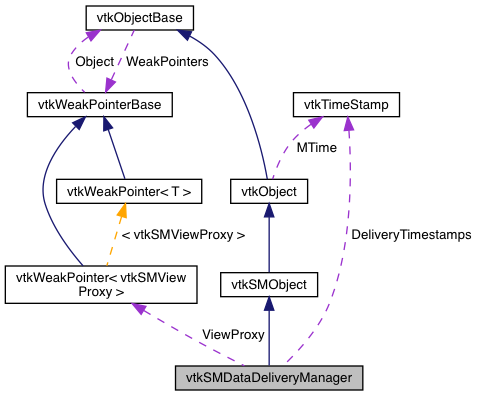 vtkObjectBase
Object
WeakPointers
vtkWeakPointerBase
vtkTimeStamp
MTime
vtkWeakPointer< T >
vtkObject
< vtkSMViewProxy >
DeliveryTimestamps
vtkWeakPointer< vtkSMView
Proxy >
vtkSMObject
ViewProxy
vtkSMDataDeliveryManager